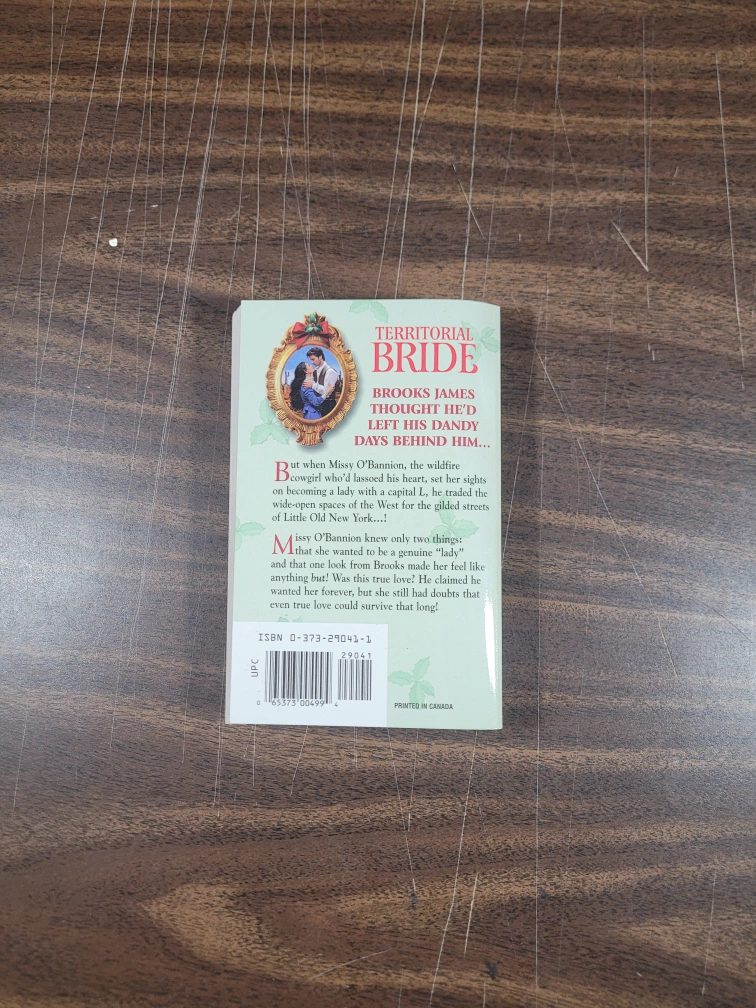 TERRITORIAL
BRIDE
BROOKS JAMES
THOUGHT HE'D
LEFT HIS DANDY
DAYS BEHIND HIM...
But when Missy O'Bannion, the wildfire
cowgirl who'd lassoed his heart, set her sights
on becoming a lady with a capital L, he traded the
wide-open spaces of the West for the gilded streets
of Little Old New York...!
Missy O'Bannion knew only two things:
that she wanted to be a genuine "lady"
and that one look from Brooks made her feel like
anything but! Was this true love? He claimed he
wanted her forever, but she still had doubts that
even true love could survive that long!
ISBN 0-373-29041-1
29041
UPC
0 65373 00499 4
PRINTED IN CANADA